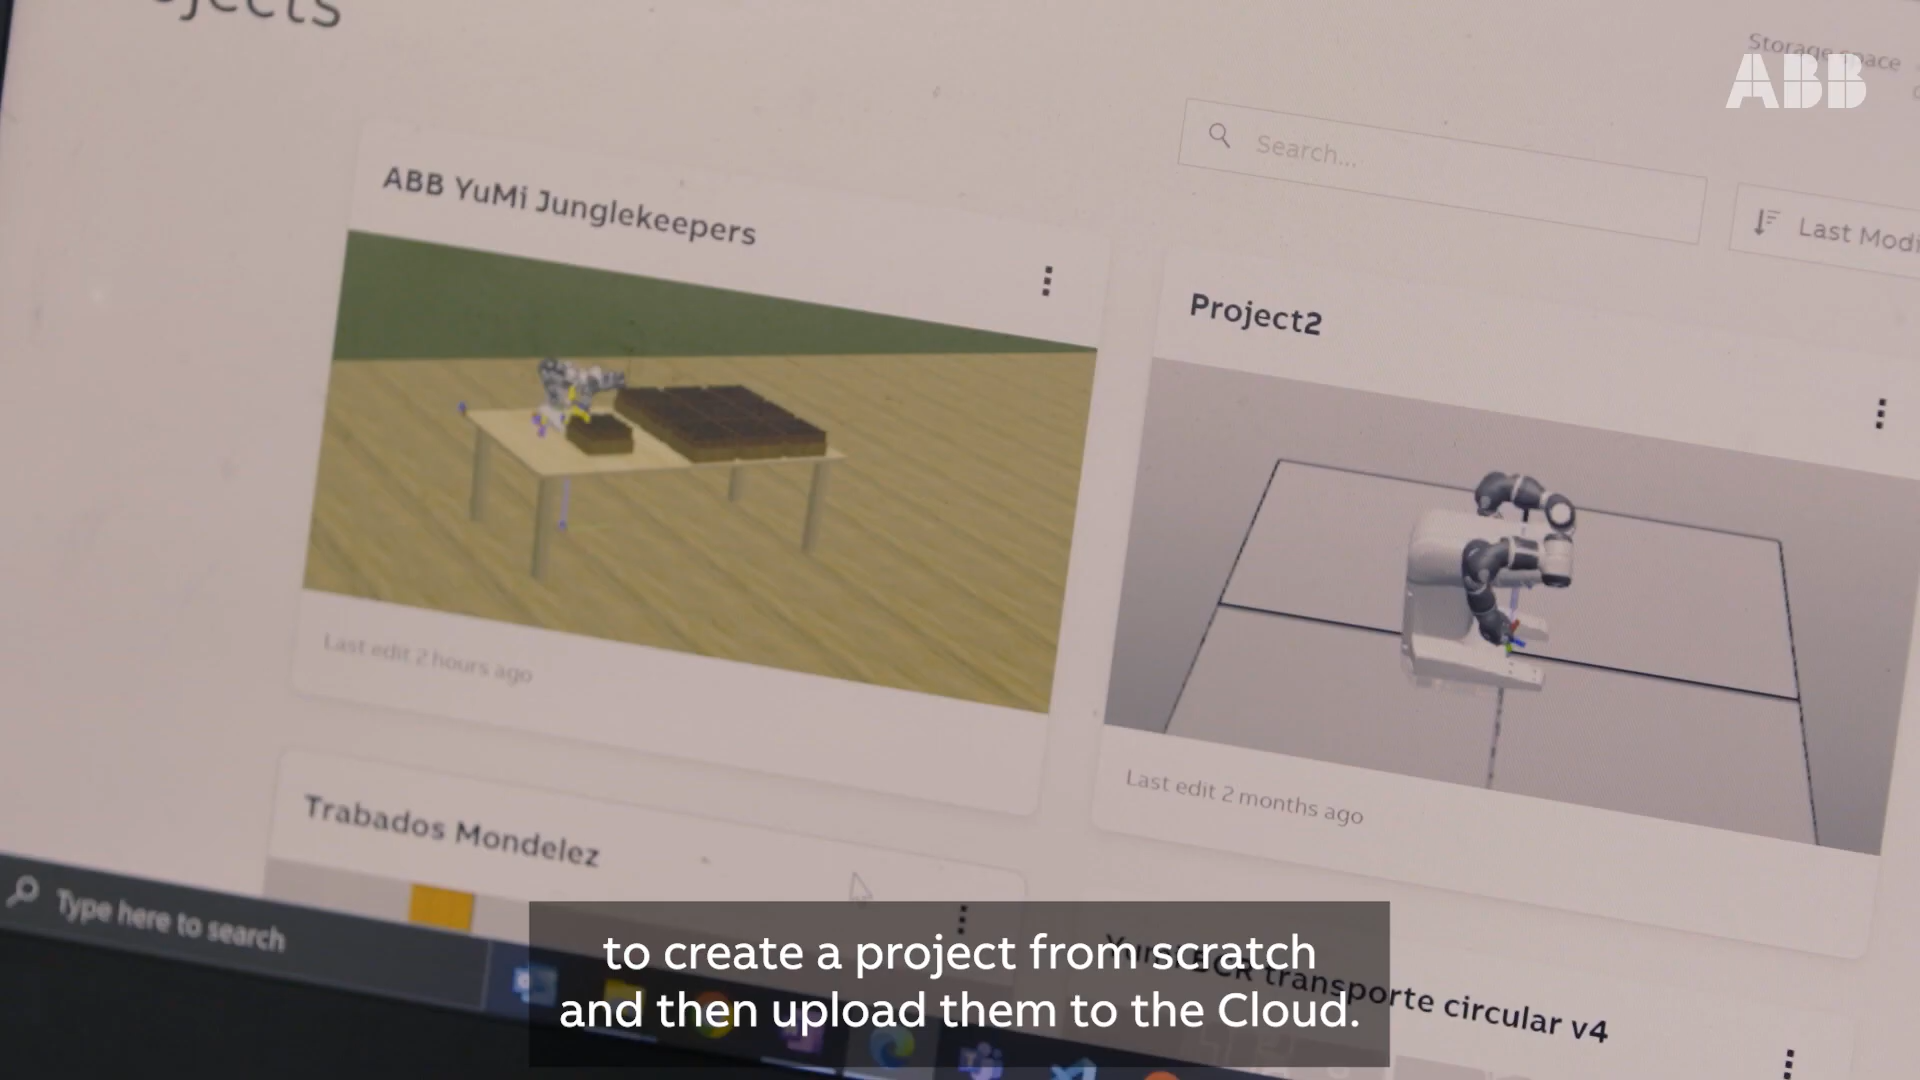 Storage space
ABB
Search...
Last Modi
ABB YuMi Junglekeepers
Project2
Last edit 2 hours ago
Last edit 2 months ago
Trabados Mondelez
transporte circular v4
Type here to search
to create a project from scratch
and then upload them to the Cloud.